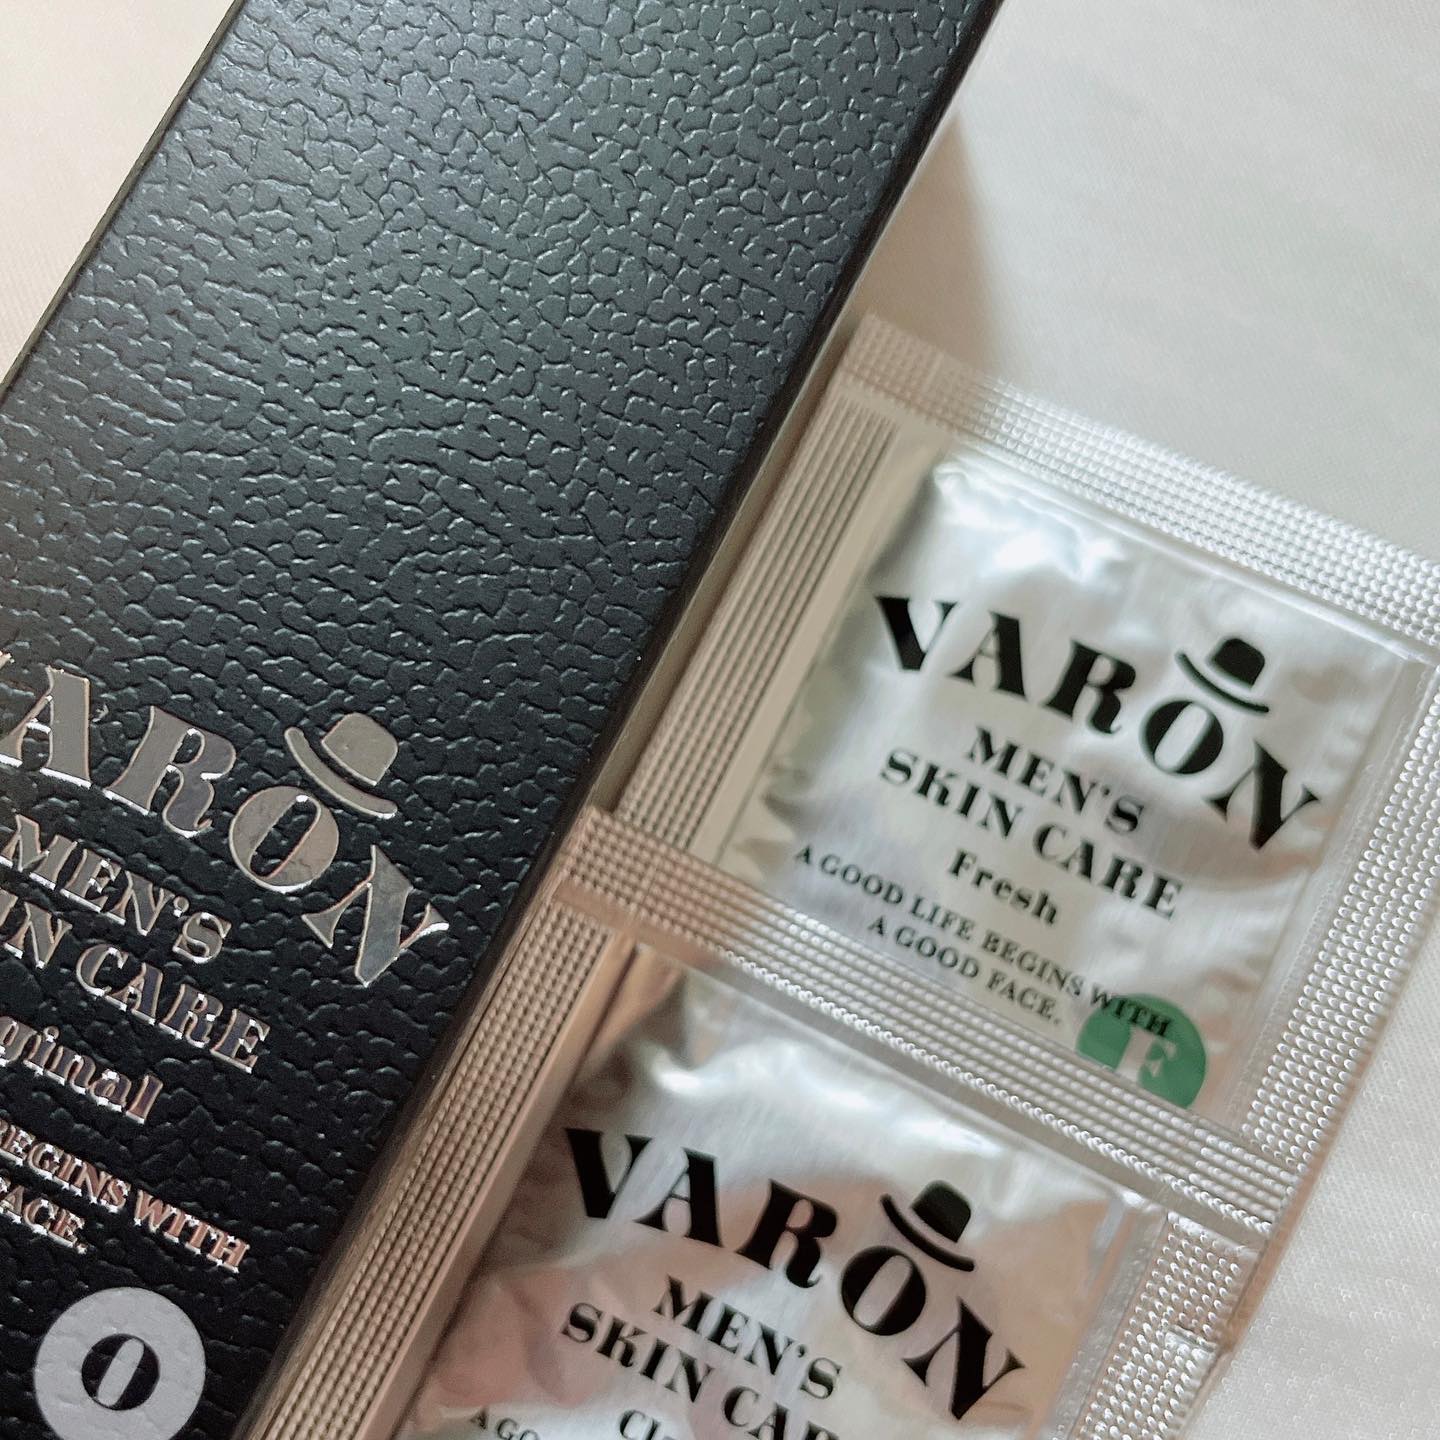 VARON
MEN'S
SKIN CARE
BEGINS WITH
O
VARON
MEN'S
SKIN CARE
Fresh
A GOOD LIFE BEGINS WITH
A GOOD FACE.
F
VARON
MEN'S
SKIN